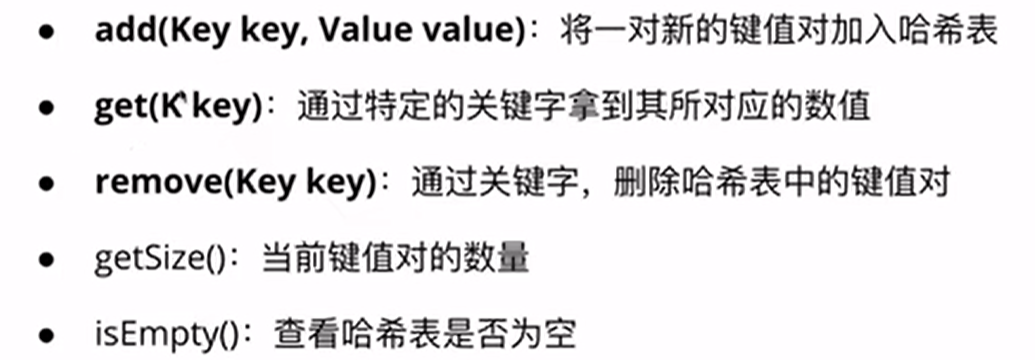 ● add(Key key, Value value)：将一对新的键值对加入哈希表
● get(K key)：通过特定的关键字拿到其所对应的数值
● remove(Key key)：通过关键字，删除哈希表中的键值对
● getSize()：当前键值对的数量
● isEmpty()：查看哈希表是否为空